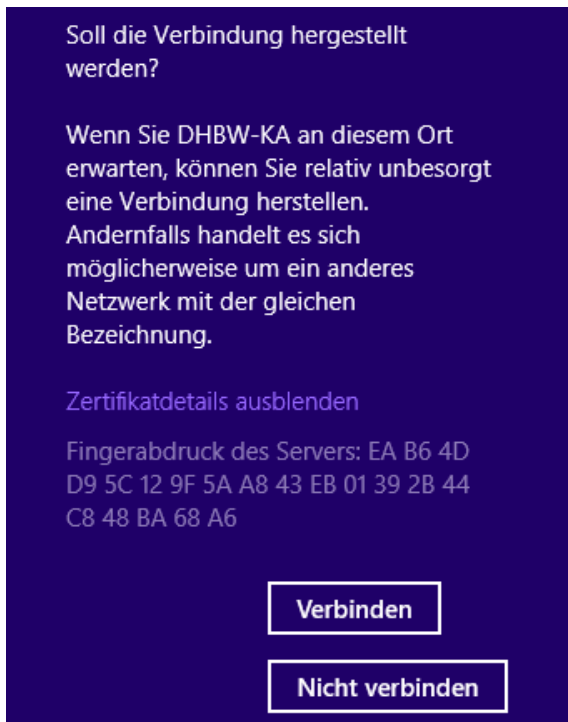 Soll die Verbindung hergestellt
werden?
Wenn Sie DHBW-KA an diesem Ort
erwarten, können Sie relativ unbesorgt
eine Verbindung herstellen.
Andernfalls handelt es sich
möglicherweise um ein anderes
Netzwerk mit der gleichen
Bezeichnung.
Zertifikatdetails ausblenden
Fingerabdruck des Servers: EA B6 4D
D9 5C 12 9F 5A A8 43 EB 01 39 2B 44
C8 48 BA 68 A6
Verbinden
Nicht verbinden